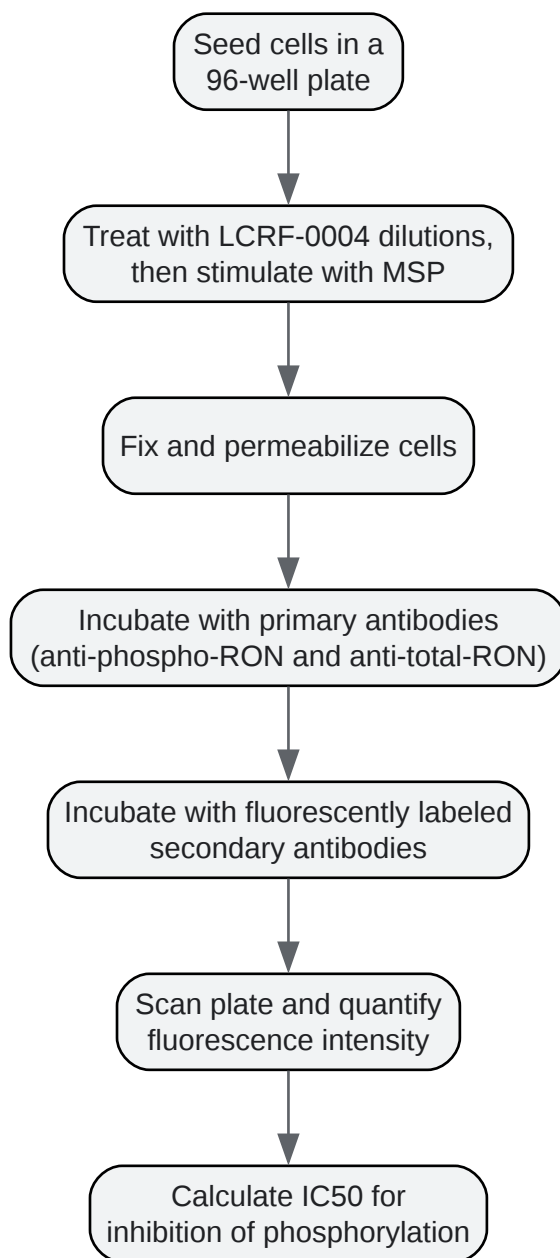 Seed cells in a
96-well plate
Treat with LCRF-0004 dilutions,
then stimulate with MSP
Fix and permeabilize cells
Incubate with primary antibodies
(anti-phospho-RON and anti-total-RON)
Incubate with fluorescently labeled
secondary antibodies
Scan plate and quantify
fluorescence intensity
Calculate IC50 for
inhibition of phosphorylation